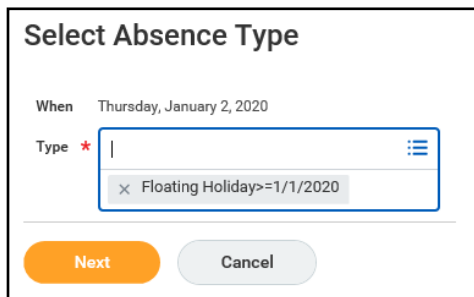 Select Absence Type
When Thursday, January 2, 2020
Type *
× Floating Holiday>=1/1/2020
Next Cancel